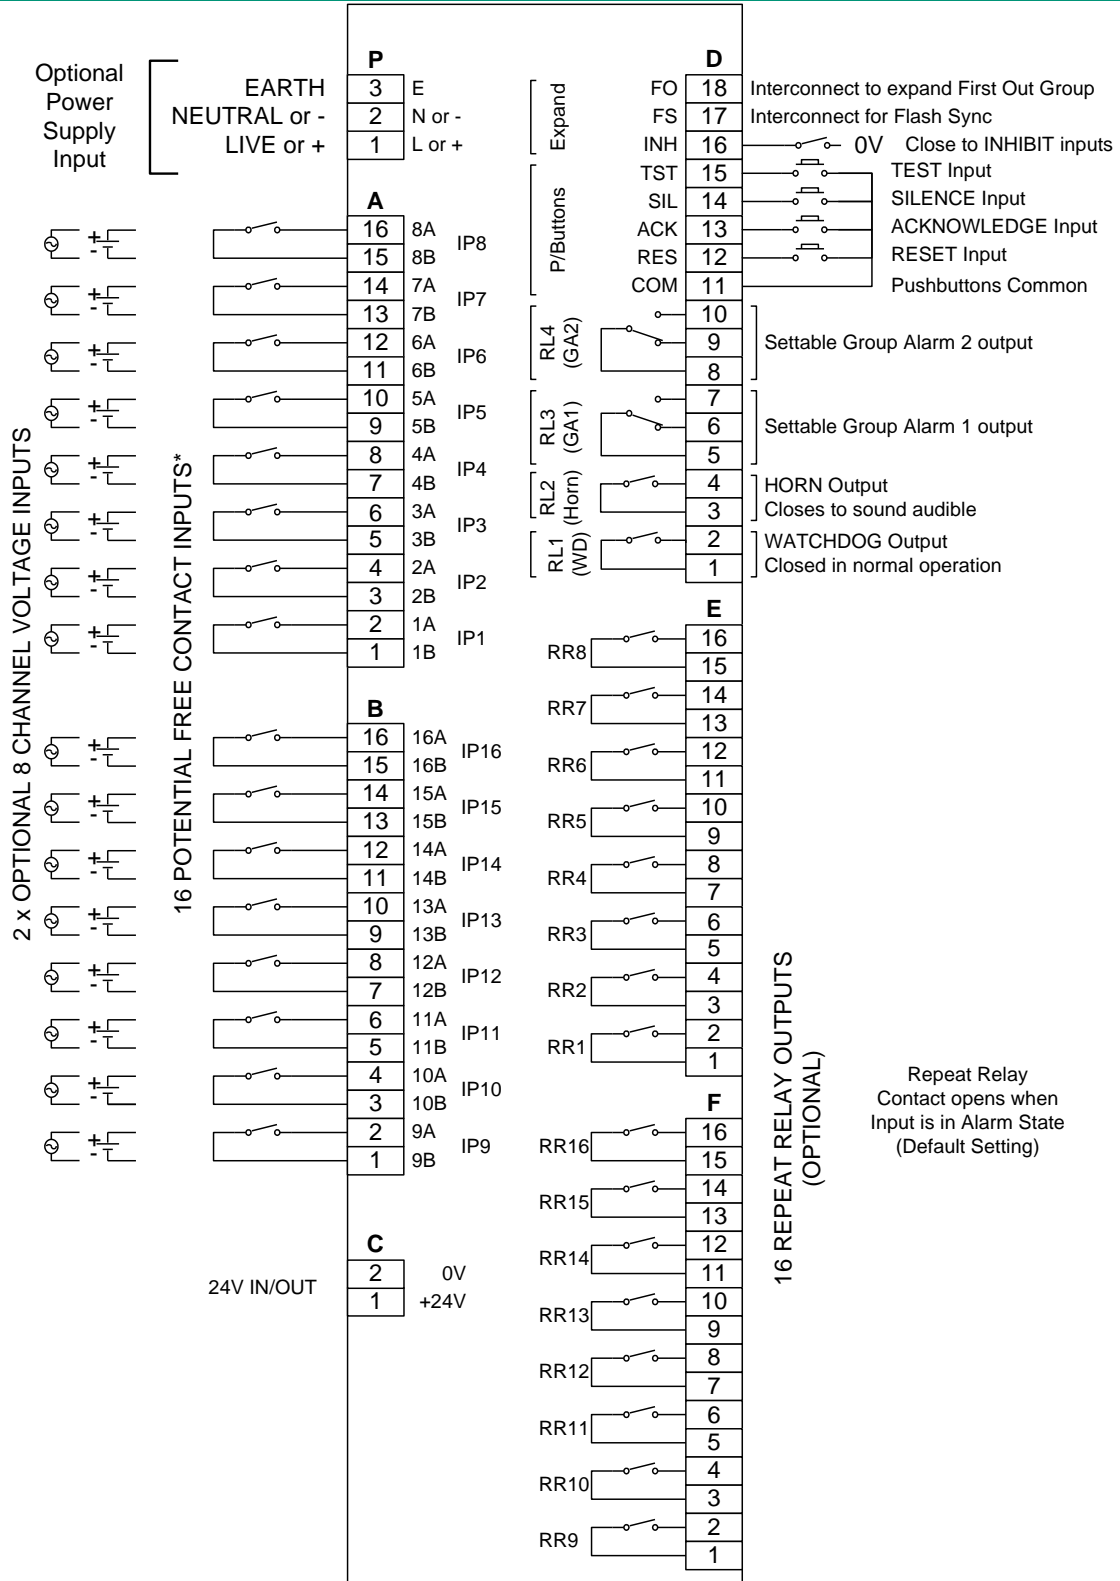 Optional
Power
Supply
Input
EARTH
NEUTRAL or -
LIVE or +
P
3 E
2 N or -
1 L or +
A
16 8A
15 8B
IP8
14 7A
13 7B
IP7
12 6A
11 6B
IP6
10 5A
9 5B
IP5
8 4A
7 4B
IP4
6 3A
5 3B
IP3
4 2A
3 2B
IP2
2 1A
1 1B
IP1
B
16 16A
15 16B
IP16
14 15A
13 15B
IP15
12 14A
11 14B
IP14
10 13A
9 13B
IP13
8 12A
7 12B
IP12
6 11A
5 11B
IP11
4 10A
3 10B
IP10
2 9A
1 9B
IP9
2 x OPTIONAL 8 CHANNEL VOLTAGE INPUTS
16 POTENTIAL FREE CONTACT INPUTS*
C
24V IN/OUT
2 0V
1 +24V
D
Expand
FO 18 Interconnect to expand First Out Group
FS 17 Interconnect for Flash Sync
INH 16 0V Close to INHIBIT inputs
P/Buttons
TST 15 TEST Input
SIL 14 SILENCE Input
ACK 13 ACKNOWLEDGE Input
RES 12 RESET Input
COM 11 Pushbuttons Common
RL4
(GA2)
10
9 Settable Group Alarm 2 output
8
RL3
(GA1)
7
6 Settable Group Alarm 1 output
5
RL2
(Horn)
4 HORN Output
3 Closes to sound audible
RL1
(WD)
2 WATCHDOG Output
1 Closed in normal operation
E
RR8
16
15
RR7
14
13
RR6
12
11
RR5
10
9
RR4
8
7
RR3
6
5
RR2
4
3
RR1
2
1
F
RR16
16
15
RR15
14
13
RR14
12
11
RR13
10
9
RR12
8
7
RR11
6
5
RR10
4
3
RR9
2
1
16 REPEAT RELAY OUTPUTS
(OPTIONAL)
Repeat Relay
Contact opens when
Input is in Alarm State
(Default Setting)